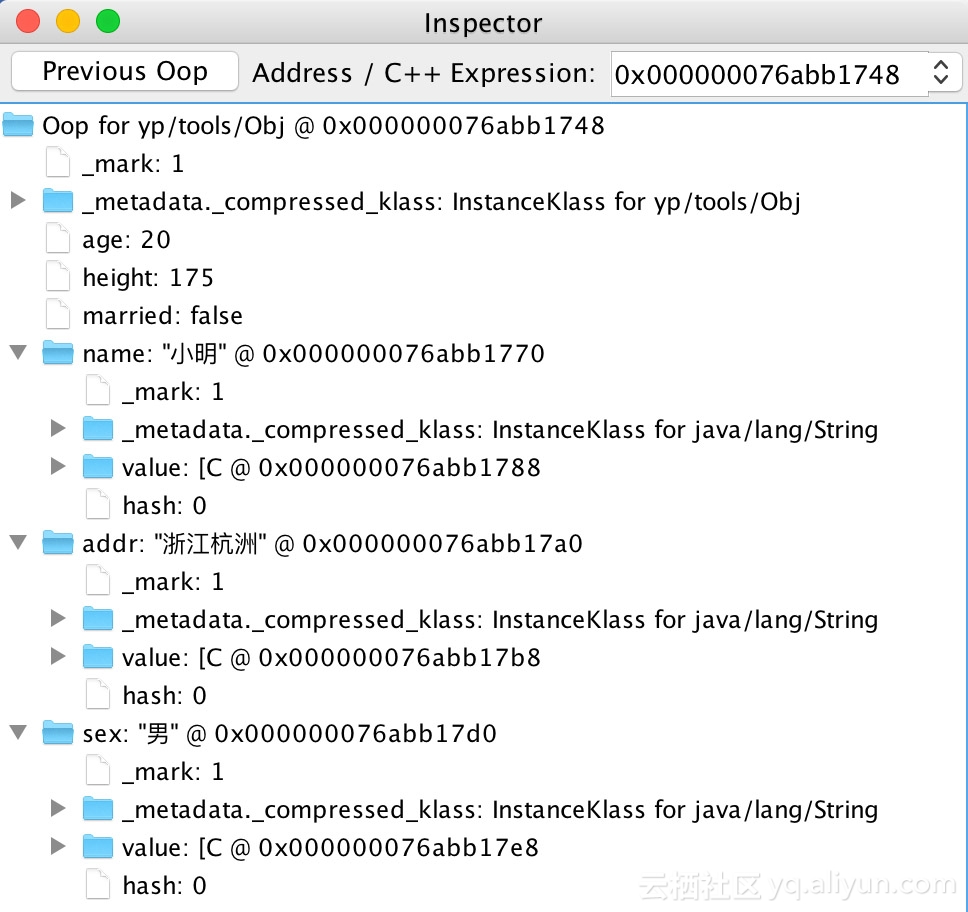 Inspector
Previous Oop Address / C++ Expression: 0x000000076abb1748
Oop for yp/tools/Obj @ 0x000000076abb1748
_mark: 1
_metadata._compressed_klass: InstanceKlass for yp/tools/Obj
age: 20
height: 175
married: false
name: "小明" @ 0x000000076abb1770
_mark: 1
_metadata._compressed_klass: InstanceKlass for java/lang/String
value: [C @ 0x000000076abb1788
hash: 0
addr: "浙江杭洲" @ 0x000000076abb17a0
_mark: 1
_metadata._compressed_klass: InstanceKlass for java/lang/String
value: [C @ 0x000000076abb17b8
hash: 0
sex: "男" @ 0x000000076abb17d0
_mark: 1
_metadata._compressed_klass: InstanceKlass for java/lang/String
value: [C @ 0x000000076abb17e8
hash: 0
云栖社区 yq.aliyun.com